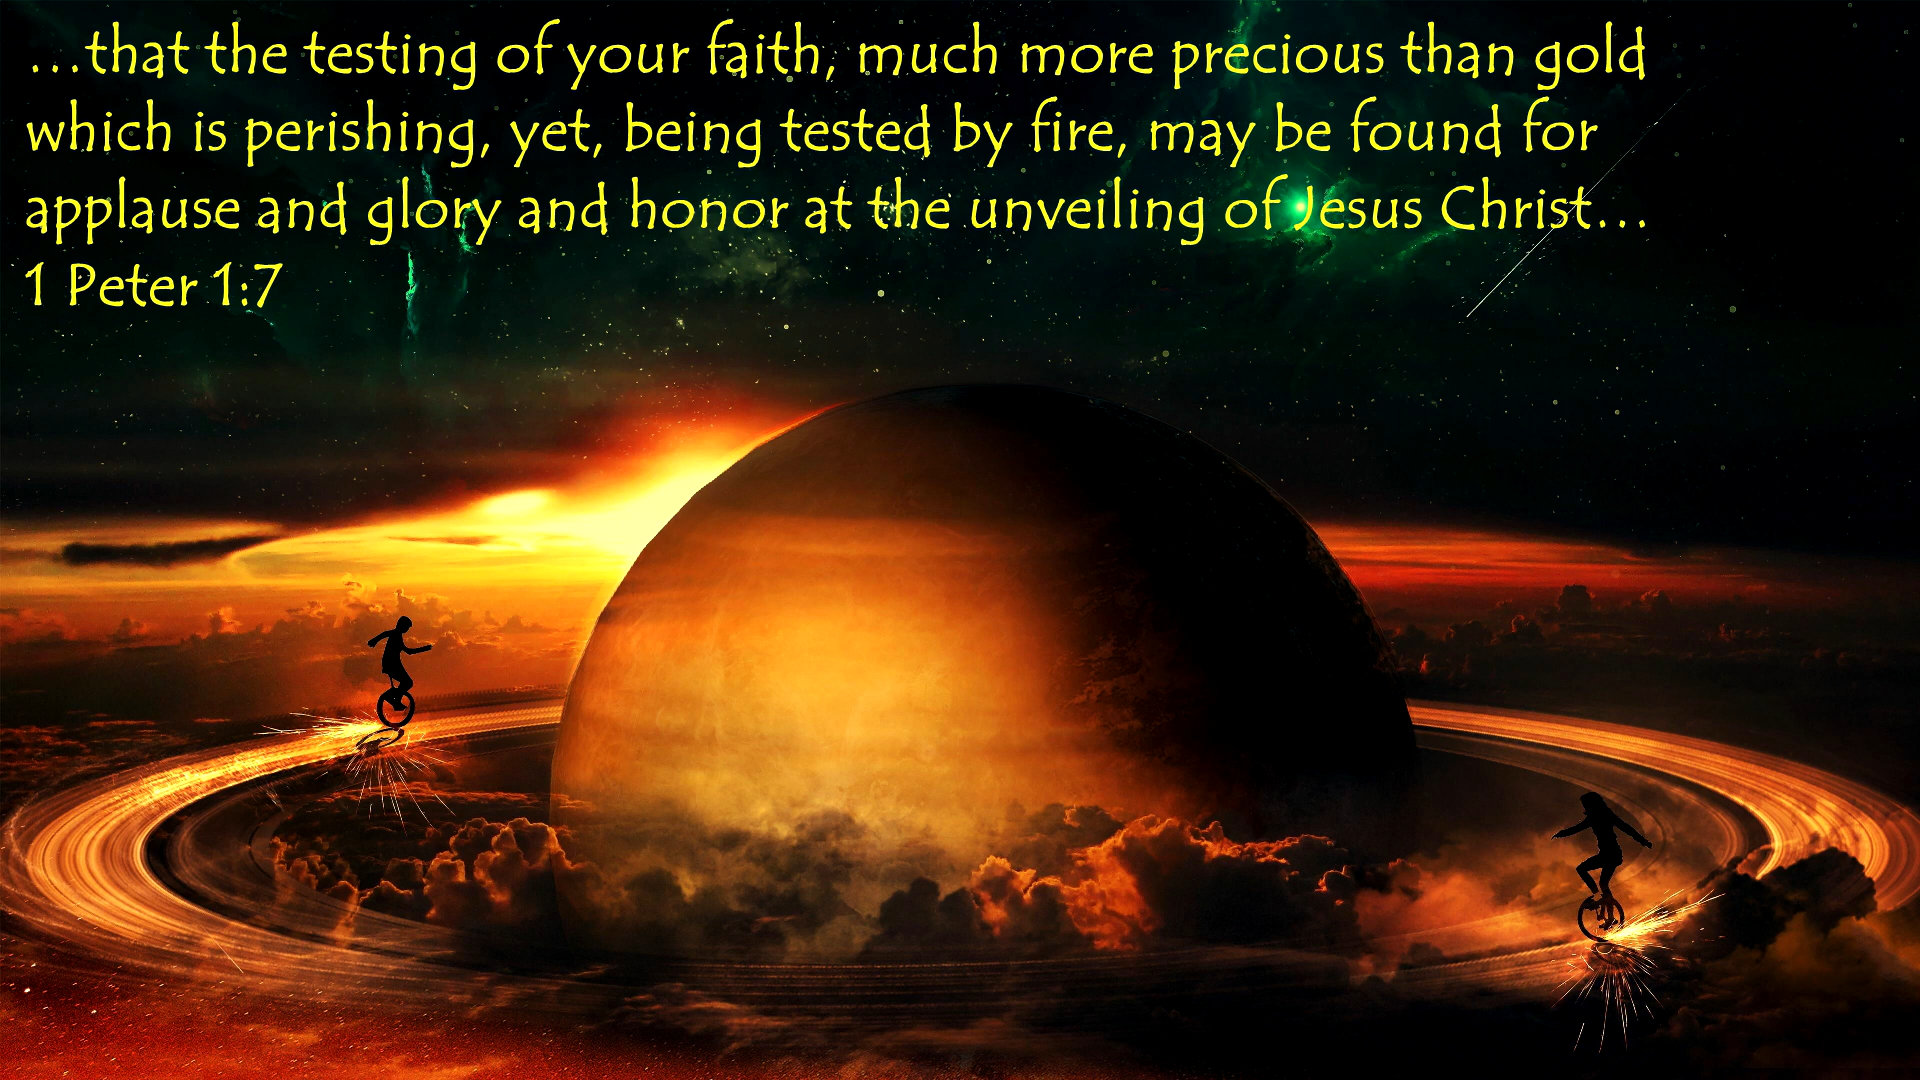 …that the testing of your faith, much more precious than gold
which is perishing, yet, being tested by fire, may be found for
applause and glory and honor at the unveiling of Jesus Christ…
1 Peter 1:7